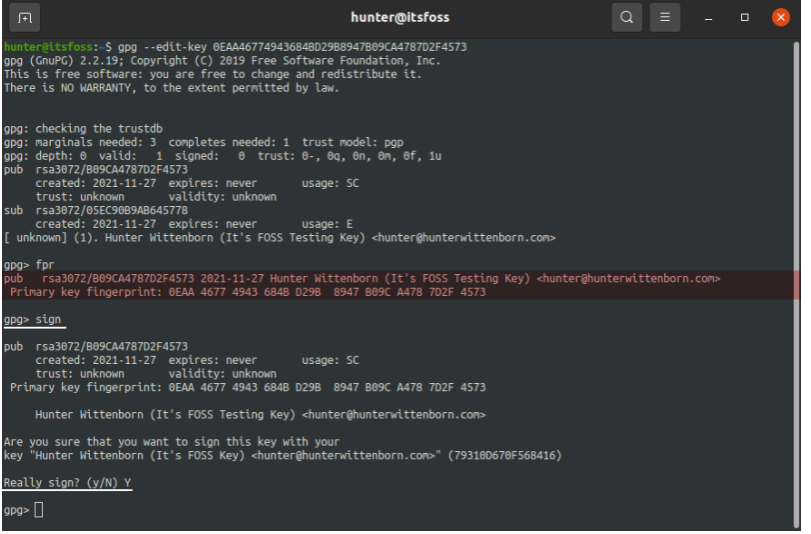 hunter@itsfoss
hunter@itsfoss:~$ gpg --edit-key 0EAA46774943684BD29B8947B09CA4787D2F4573
gpg (GnuPG) 2.2.19; Copyright (C) 2019 Free Software Foundation, Inc.
This is free software: you are free to change and redistribute it.
There is NO WARRANTY, to the extent permitted by law.
gpg: checking the trustdb
gpg: marginals needed: 3  completes needed: 1  trust model: pgp
gpg: depth: 0  valid:   1  signed:   0  trust: 0-, 0q, 0n, 0m, 0f, 1u
pub  rsa3072/B09CA4787D2F4573
     created: 2021-11-27  expires: never       usage: SC
     trust: unknown       validity: unknown
sub  rsa3072/05EC90B9AB645778
     created: 2021-11-27  expires: never       usage: E
[ unknown] (1). Hunter Wittenborn (It's FOSS Testing Key) <hunter@hunterwittenborn.com>
gpg> fpr
pub   rsa3072/B09CA4787D2F4573 2021-11-27 Hunter Wittenborn (It's FOSS Testing Key) <hunter@hunterwittenborn.com>
 Primary key fingerprint: 0EAA 4677 4943 684B D29B  8947 B09C A478 7D2F 4573
gpg> sign
pub  rsa3072/B09CA4787D2F4573
     created: 2021-11-27  expires: never       usage: SC
     trust: unknown       validity: unknown
 Primary key fingerprint: 0EAA 4677 4943 684B D29B  8947 B09C A478 7D2F 4573
     Hunter Wittenborn (It's FOSS Testing Key) <hunter@hunterwittenborn.com>
Are you sure that you want to sign this key with your
key "Hunter Wittenborn (It's FOSS Key) <hunter@hunterwittenborn.com>" (79310D670F568416)
Really sign? (y/N) Y
gpg>